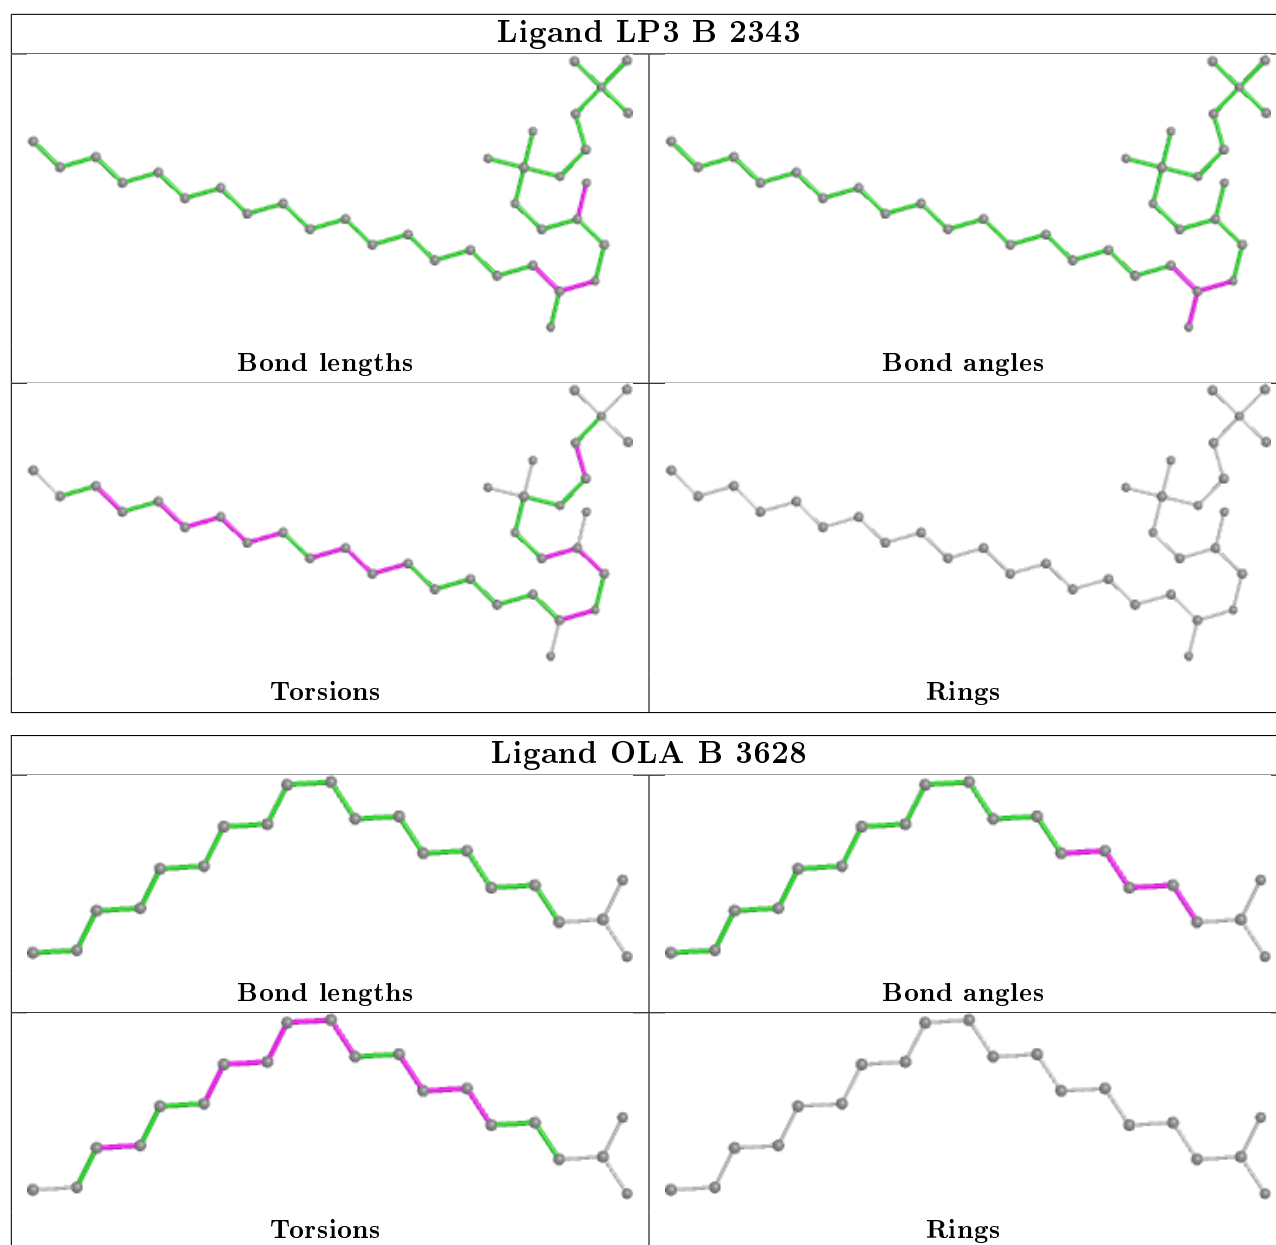 Ligand LP3 B 2343
Bond lengths
Bond angles
Torsions
Rings
Ligand OLA B 3628
Bond lengths
Bond angles
Torsions
Rings